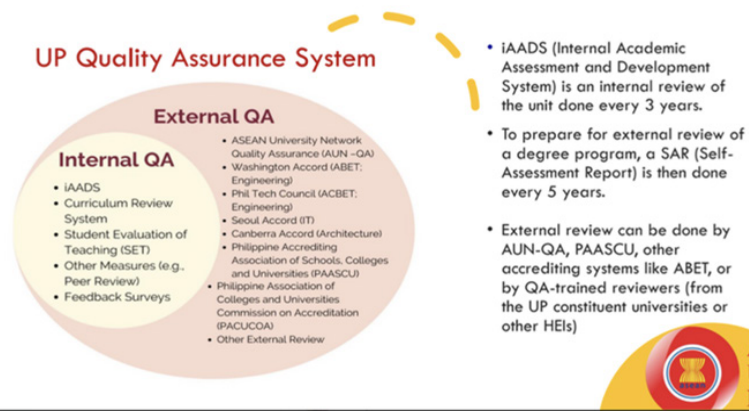 UP Quality Assurance System
External QA
• ASEAN University Network
Quality Assurance (AUN –QA)
• Washington Accord (ABET;
Engineering)
• Phil Tech Council (ACBET;
Engineering)
• Seoul Accord (IT)
• Canberra Accord (Architecture)
• Philippine Accrediting
Association of Schools, Colleges
and Universities (PAASCU)
• Philippine Association of
Colleges and Universities
Commission on Accreditation
(PACUCOA)
• Other External Review
Internal QA
• iAADS
• Curriculum Review
System
• Student Evaluation of
Teaching (SET)
• Other Measures (e.g.,
Peer Review)
• Feedback Surveys
• iAADS (Internal Academic
Assessment and Development
System) is an internal review of
the unit done every 3 years.
• To prepare for external review of
a degree program, a SAR (Self-
Assessment Report) is then done
every 5 years.
• External review can be done by
AUN-QA, PAASCU, other
accrediting systems like ABET, or
by QA-trained reviewers (from
the UP constituent universities or
other HEIs)